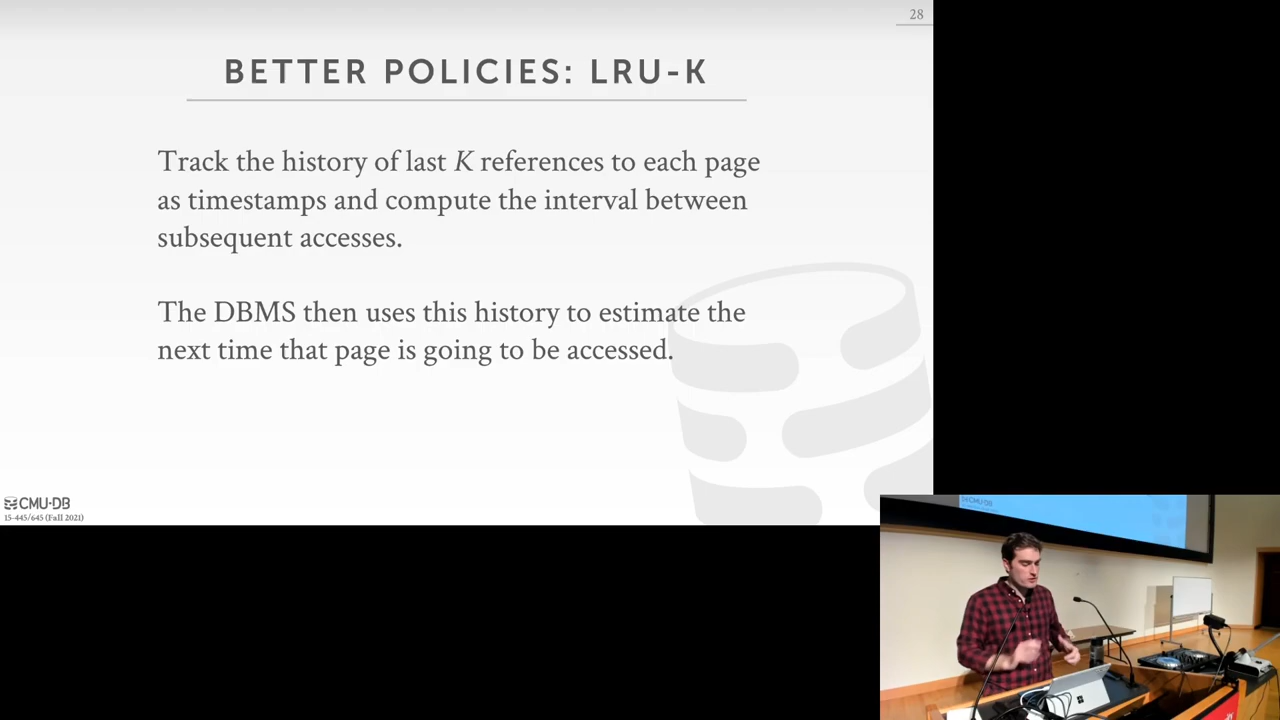 28
BETTER POLICIES: LRU-K
Track the history of last K references to each page
as timestamps and compute the interval between
subsequent accesses.
The DBMS then uses this history to estimate the
next time that page is going to be accessed.
CMU·DB
15-445/645 (Fall 2021)